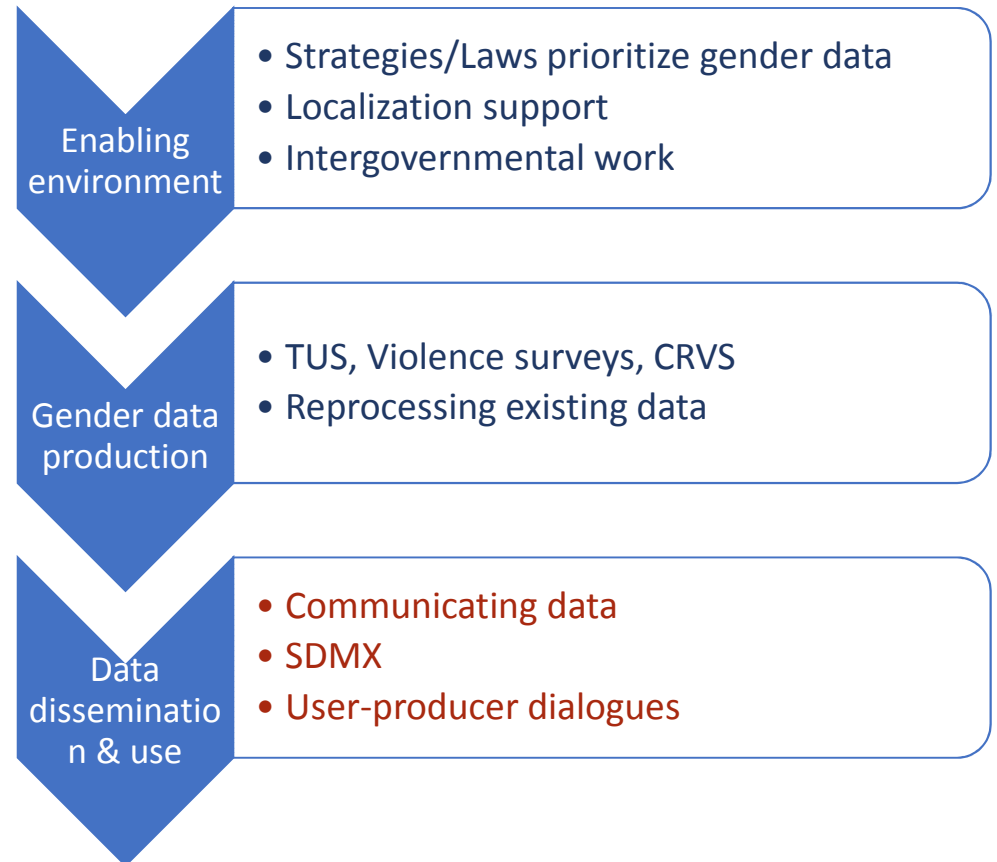 Enabling
environment
• Strategies/Laws prioritize gender data
• Localization support
• Intergovernmental work
Gender data
production
• TUS, Violence surveys, CRVS
• Reprocessing existing data
Data
disseminatio
n & use
• Communicating data
• SDMX
• User-producer dialogues